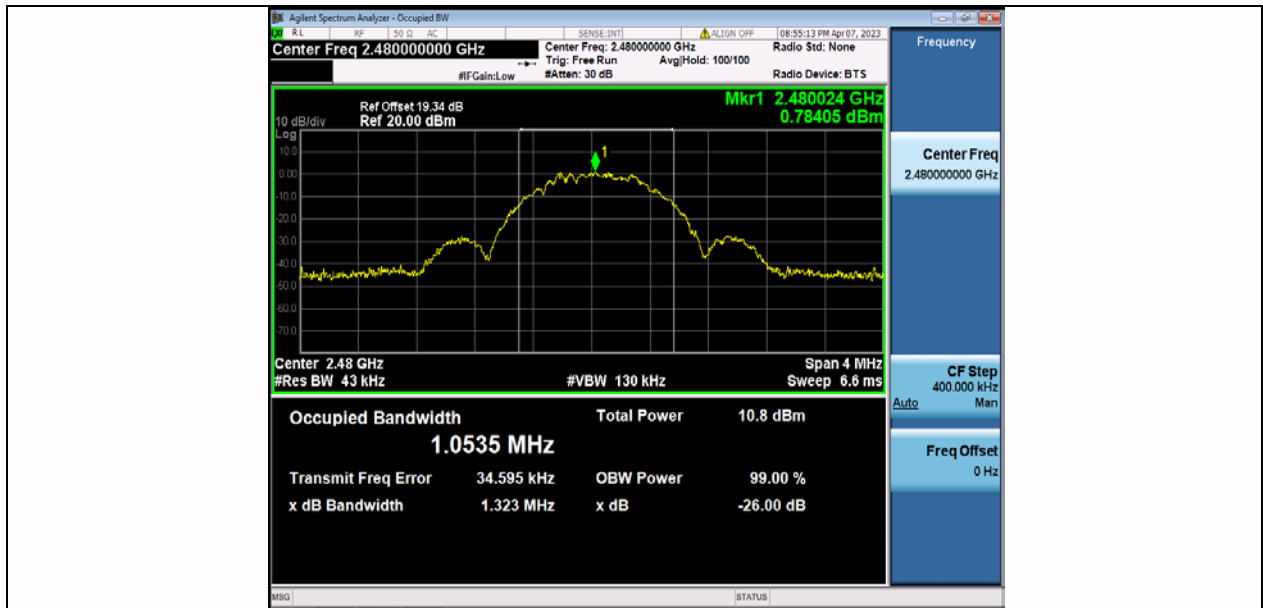 Agilent Spectrum Analyzer - Occupied BW
RL RF 50 Ω AC SENSE:INT ALIGN OFF 08:55:13 PM Apr 07, 2023
Center Freq 2.480000000 GHz
Center Freq: 2.480000000 GHz
Radio Std: None
Trig: Free Run Avg|Hold: 100/100
#IFGain:Low #Atten: 30 dB Radio Device: BTS
Frequency
Mkr1 2.480024 GHz
Ref Offset 19.34 dB
10 dB/div Ref 20.00 dBm 0.78405 dBm
Log
10.0
1
0.00
-10.0
-20.0
-30.0
-40.0
-50.0
-60.0
-70.0
Center 2.48 GHz Span 4 MHz
#Res BW 43 kHz #VBW 130 kHz Sweep 6.6 ms
Occupied Bandwidth Total Power 10.8 dBm
1.0535 MHz
Transmit Freq Error 34.595 kHz OBW Power 99.00 %
x dB Bandwidth 1.323 MHz x dB -26.00 dB
Center Freq
2.480000000 GHz
CF Step
400.000 kHz
Auto Man
Freq Offset
0 Hz
MSG STATUS